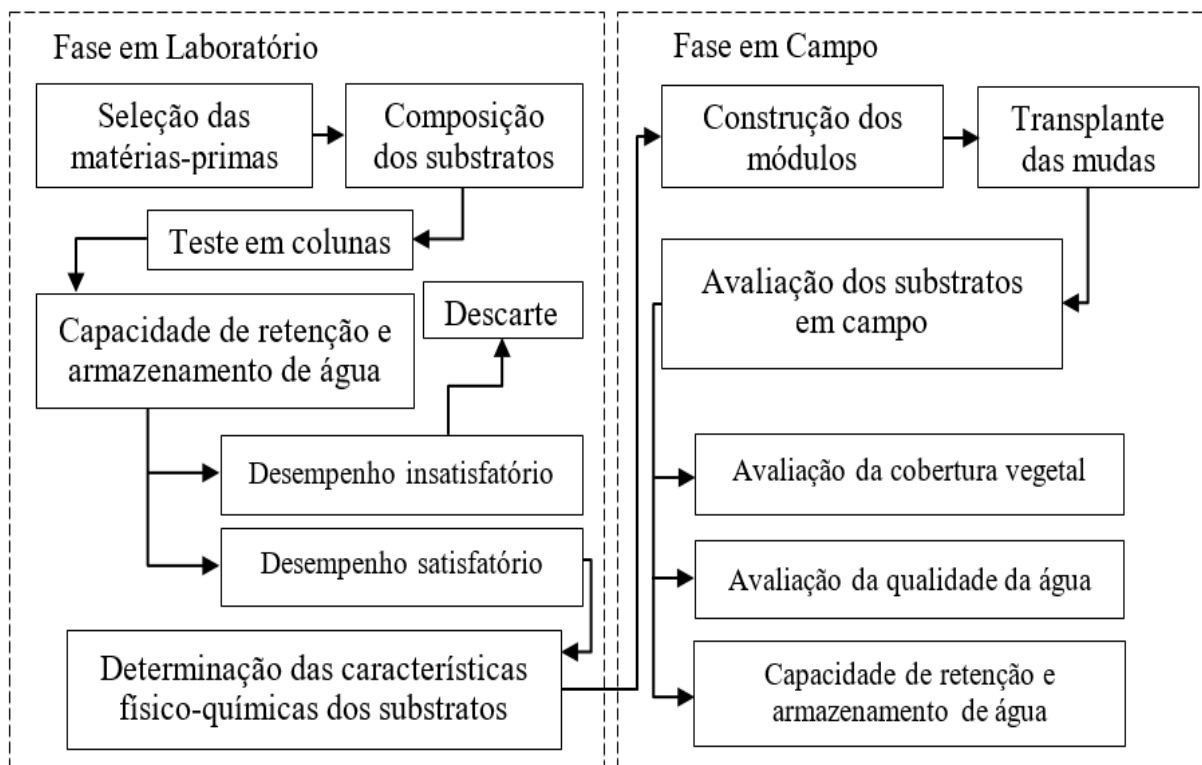 Fase em Laboratório
Seleção das
matérias-primas
Composição
dos substratos
Teste em colunas
Capacidade de retenção e
armazenamento de água
Descarte
Desempenho insatisfatório
Desempenho satisfatório
Determinação das características
físico-químicas dos substratos
Fase em Campo
Construção dos
módulos
Transplante
das mudas
Avaliação dos substratos
em campo
Avaliação da cobertura vegetal
Avaliação da qualidade da água
Capacidade de retenção e
armazenamento de água